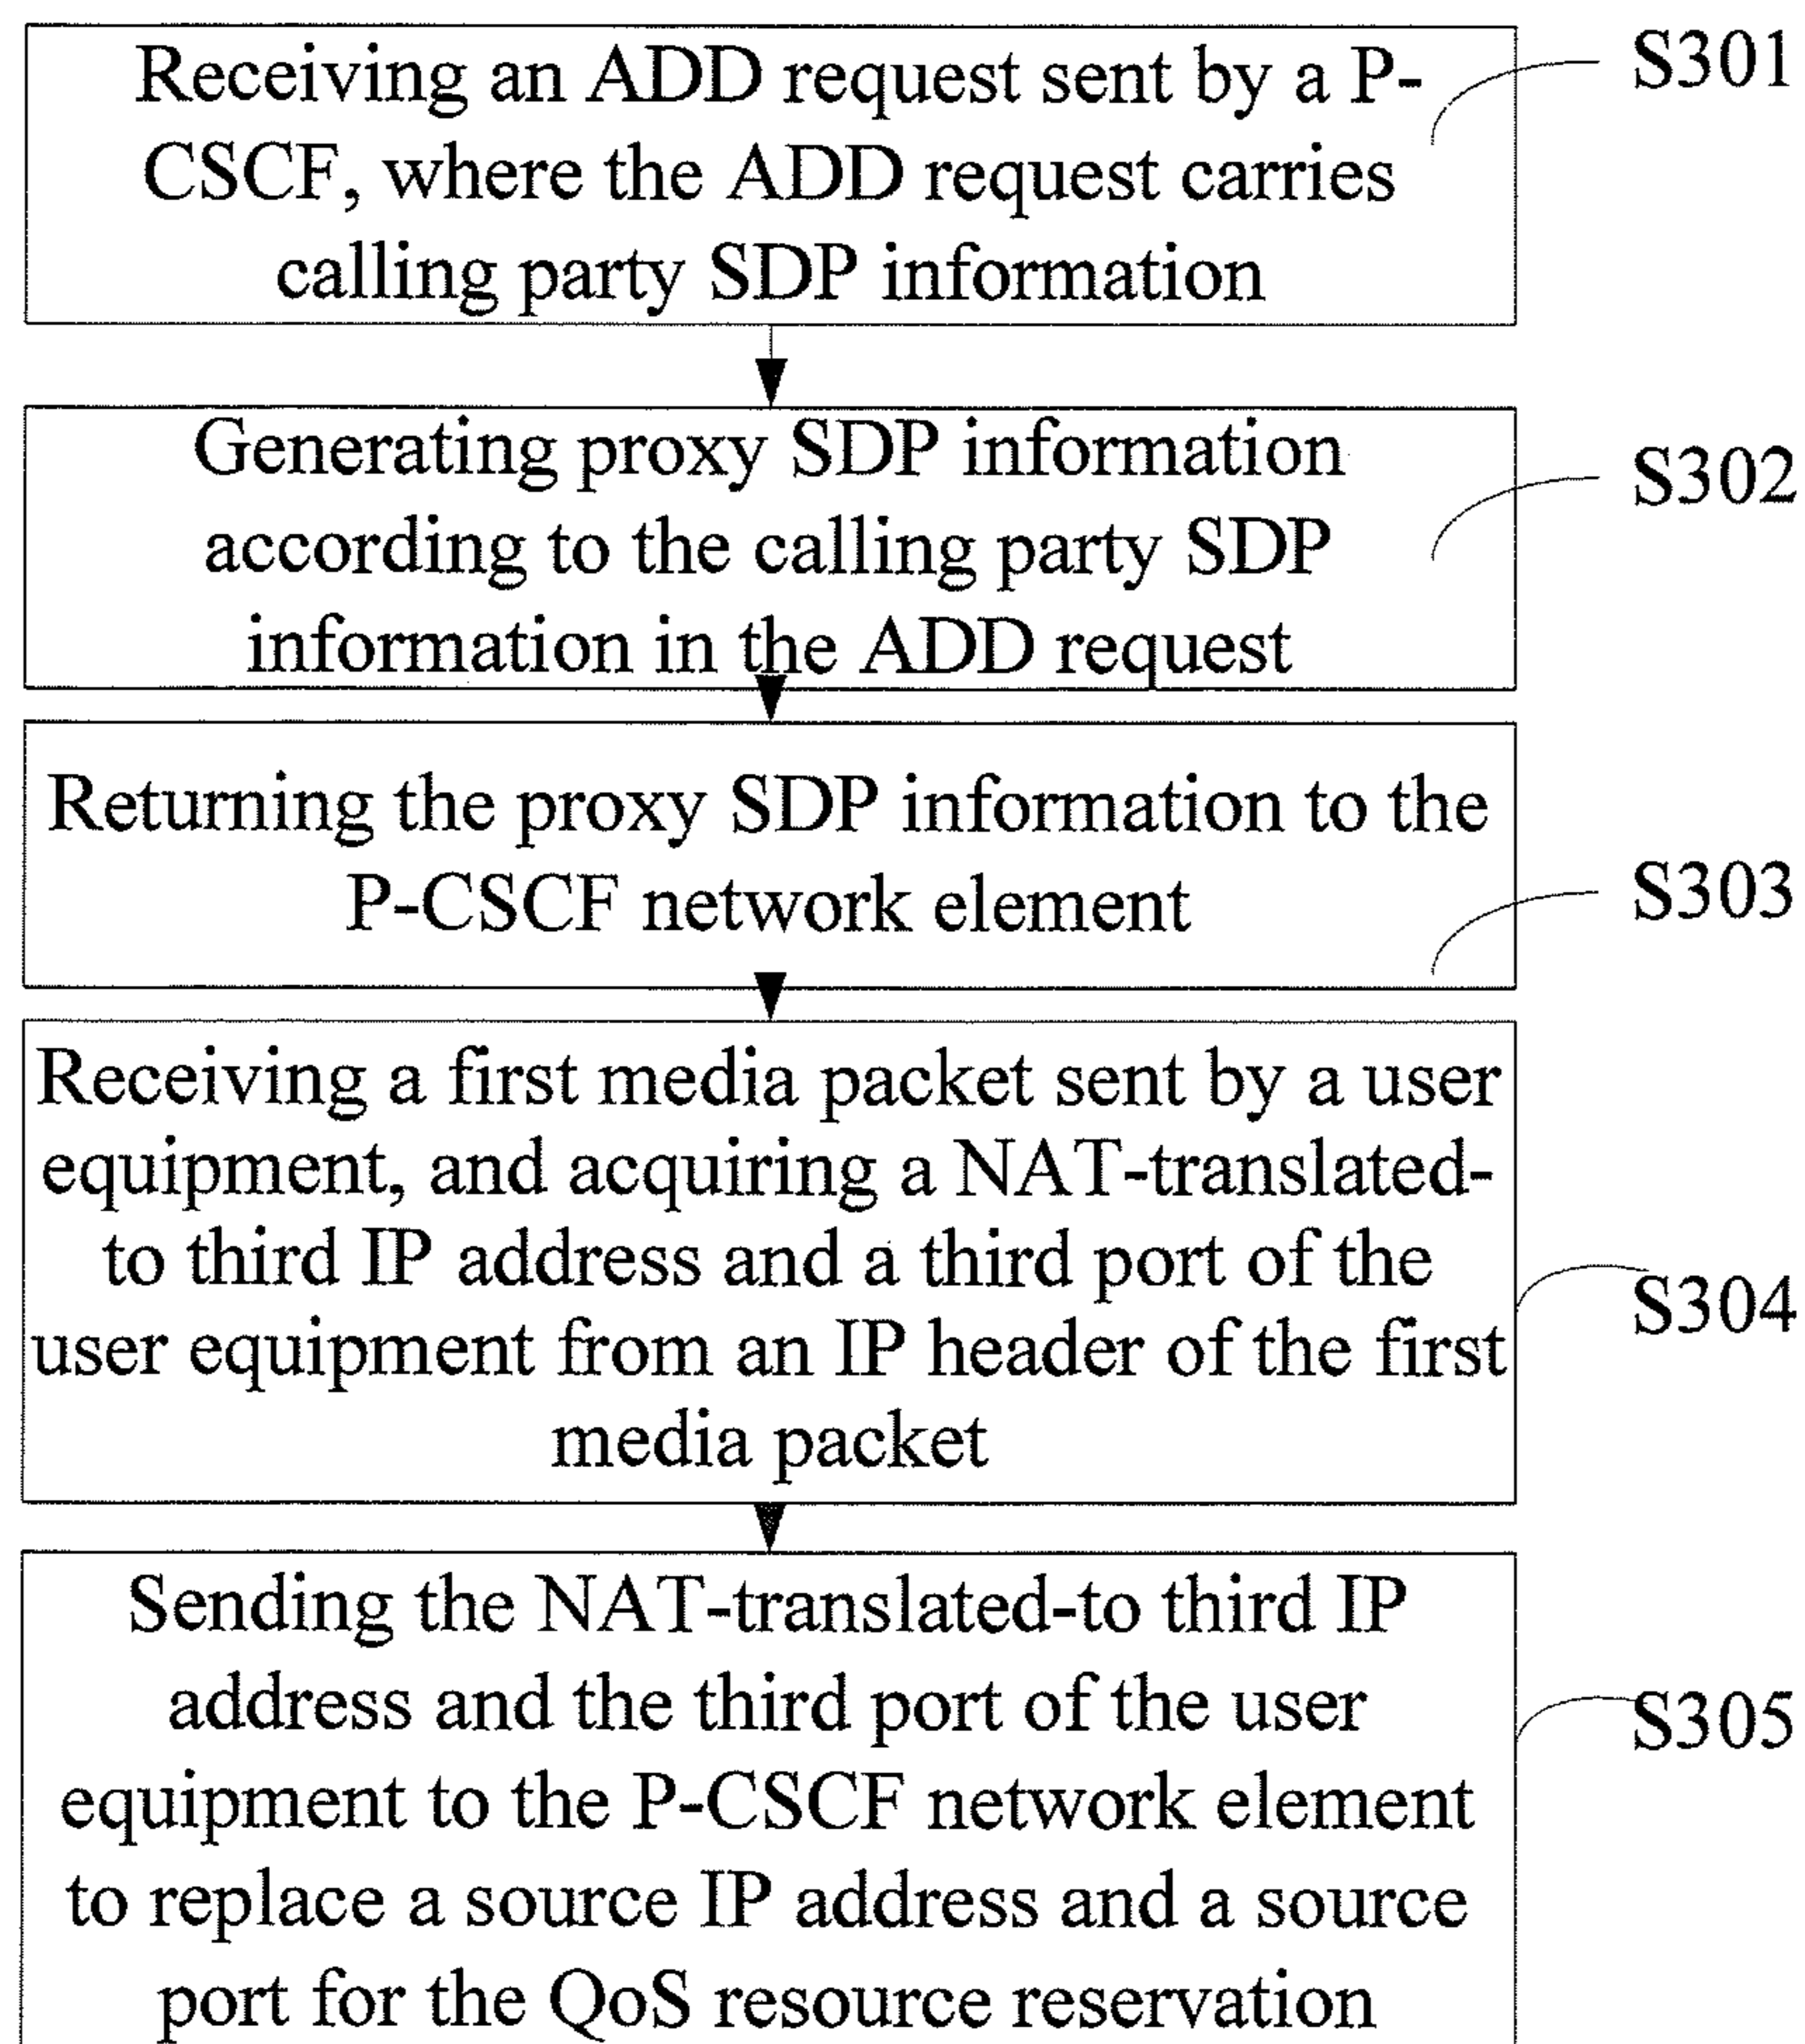 Receiving an ADD request sent by a P-
CSCF, where the ADD request carries
calling party SDP information
S301
Generating proxy SDP information
according to the calling party SDP
information in the ADD request
S302
Returning the proxy SDP information to the
P-CSCF network element
S303
Receiving a first media packet sent by a user
equipment, and acquiring a NAT-translated-
to third IP address and a third port of the
user equipment from an IP header of the first
media packet
S304
Sending the NAT-translated-to third IP
address and the third port of the user
equipment to the P-CSCF network element
to replace a source IP address and a source
port for the QoS resource reservation
S305